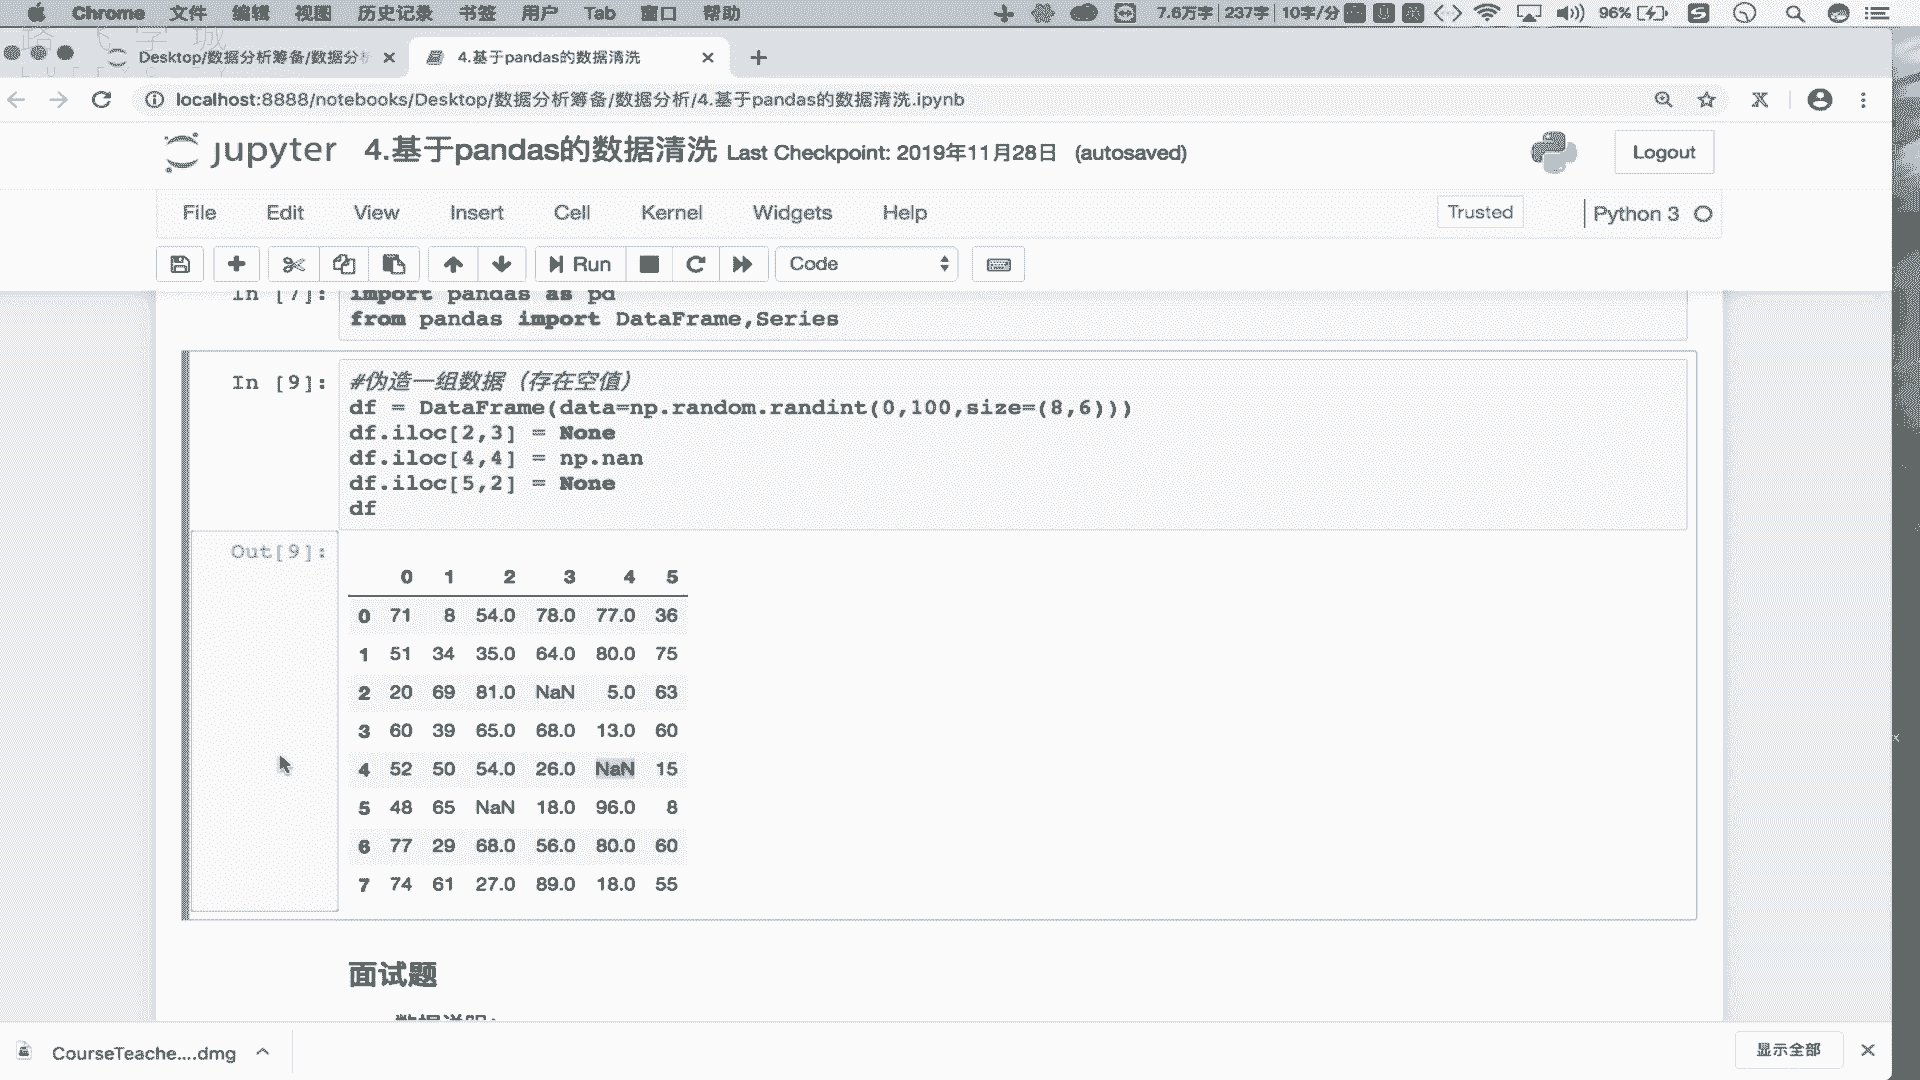 Chrome 文件 编辑 视图 历史记录 书签 用户 Tab 窗口 帮助 7.6万字 237字 10字/分 96%
Desktop/数据分析筹备/数据分析 4.基于pandas的数据清洗
localhost:8888/notebooks/Desktop/数据分析筹备/数据分析/4.基于pandas的数据清洗.ipynb
jupyter 4.基于pandas的数据清洗 Last Checkpoint: 2019年11月28日 (autosaved) Logout
File Edit View Insert Cell Kernel Widgets Help Trusted Python 3
Run Code
In [7]: import pandas as pd
from pandas import DataFrame,Series
In [9]: #伪造一组数据（存在空值）
df = DataFrame(data=np.random.randint(0,100,size=(8,6)))
df.iloc[2,3] = None
df.iloc[4,4] = np.nan
df.iloc[5,2] = None
df
Out[9]:
0 1 2 3 4 5
0 71 8 54.0 78.0 77.0 36
1 51 34 35.0 64.0 80.0 75
2 20 69 81.0 NaN 5.0 63
3 60 39 65.0 68.0 13.0 60
4 52 50 54.0 26.0 NaN 15
5 48 65 NaN 18.0 96.0 8
6 77 29 68.0 56.0 80.0 60
7 74 61 27.0 89.0 18.0 55
面试题
数据说明:
CourseTeache....dmg 显示全部